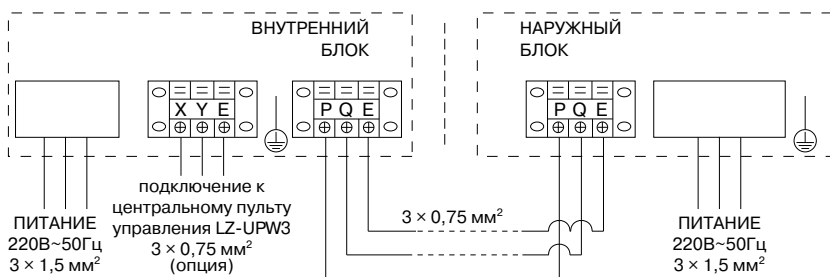 ВНУТРЕННИЙ
БЛОК
НАРУЖНЫЙ
БЛОК
X Y E
P Q E
P Q E
подключение к
центральному пульту
управления LZ-UPW3
3 × 0,75 мм²
(опция)
3 × 0,75 мм²
ПИТАНИЕ
220В~50Гц
3 × 1,5 мм²
ПИТАНИЕ
220В~50Гц
3 × 1,5 мм²